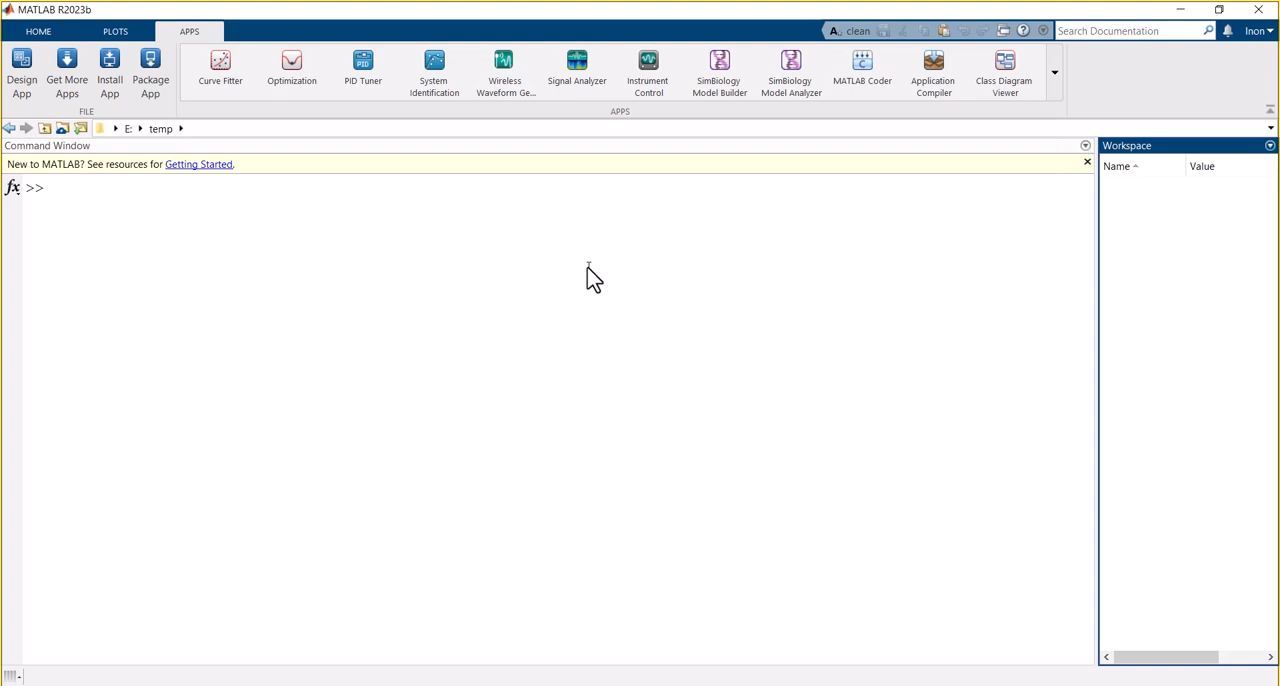 MATLAB R2023b
HOME PLOTS APPS
clean
Search Documentation
Inon
Design App
Get More Apps
Install App
Package App
Curve Fitter
Optimization
PID
PID Tuner
System Identification
Wireless Waveform Ge...
Signal Analyzer
Instrument Control
SimBiology Model Builder
SimBiology Model Analyzer
C
MATLAB Coder
Application Compiler
Class Diagram Viewer
FILE
APPS
E: temp
Command Window
Workspace
New to MATLAB? See resources for Getting Started.
Name
Value
fx >>